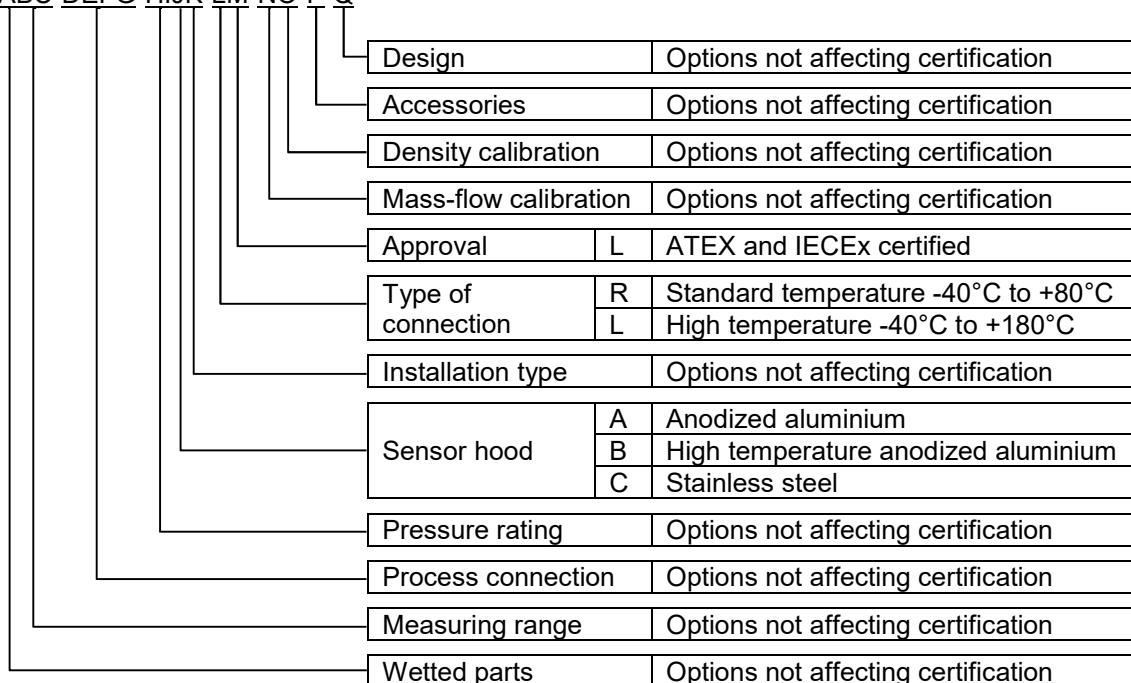 Design Options not affecting certification
Accessories Options not affecting certification
Density calibration Options not affecting certification
Mass-flow calibration Options not affecting certification
Approval L ATEX and IECEx certified
Type of connection R Standard temperature -40°C to +80°C
L High temperature -40°C to +180°C
Installation type Options not affecting certification
A Anodized aluminium
Sensor hood B High temperature anodized aluminium
C Stainless steel
Pressure rating Options not affecting certification
Process connection Options not affecting certification
Measuring range Options not affecting certification
Wetted parts Options not affecting certification